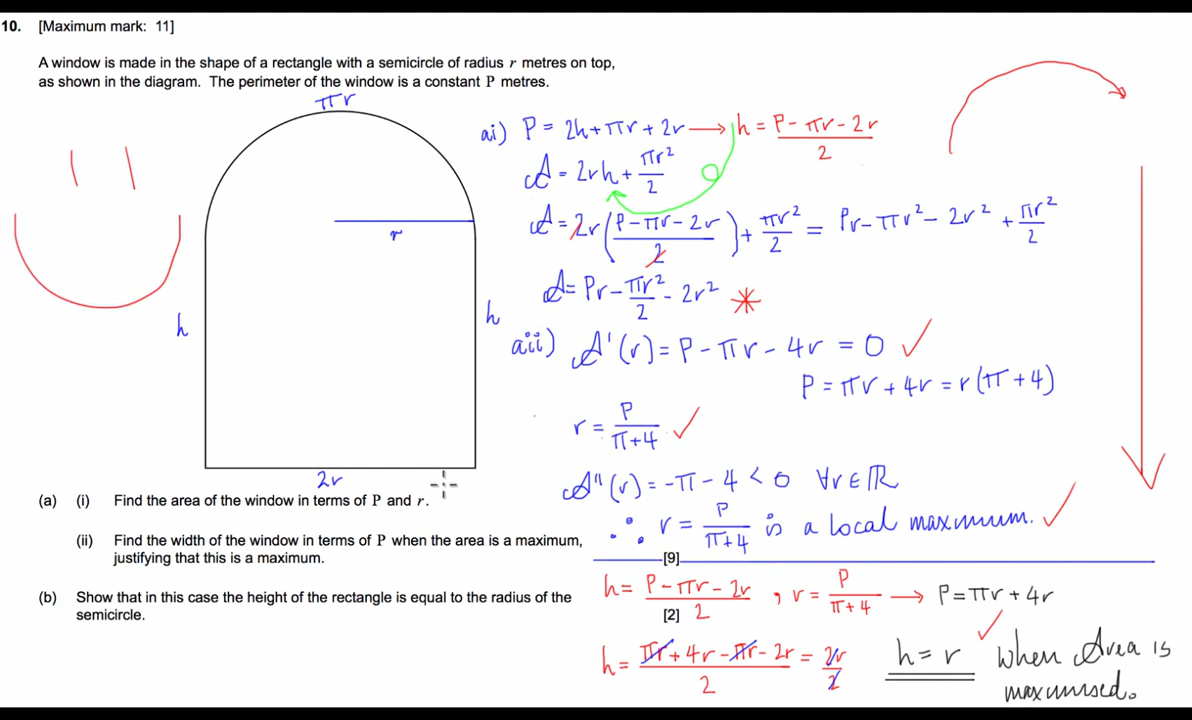 10. [Maximum mark: 11]
A window is made in the shape of a rectangle with a semicircle of radius r metres on top,
as shown in the diagram. The perimeter of the window is a constant P metres.
πr
r
h
h
2r
ai) P = 2h + πr + 2r → h = (P - πr - 2r)/2
A = 2rh + πr²/2
A = 2r((P - πr - 2r)/2) + πr²/2 = Pr - πr² - 2r² + πr²/2
A = Pr - πr²/2 - 2r² *
aii) A'(r) = P - πr - 4r = 0 ✓
P = πr + 4r = r(π + 4)
r = P/(π+4) ✓
A''(r) = -π - 4 < 0 ∀r∈ℝ
∴ r = P/(π+4) is a local maximum. ✓
(a) (i) Find the area of the window in terms of P and r.
(ii) Find the width of the window in terms of P when the area is a maximum,
justifying that this is a maximum. [9]
(b) Show that in this case the height of the rectangle is equal to the radius of the
semicircle. [2]
h = (P - πr - 2r)/2 , r = P/(π+4) → P = πr + 4r
h = (πr + 4r - πr - 2r)/2 = 2r/2
h = r ✓ when Area is
maximised.